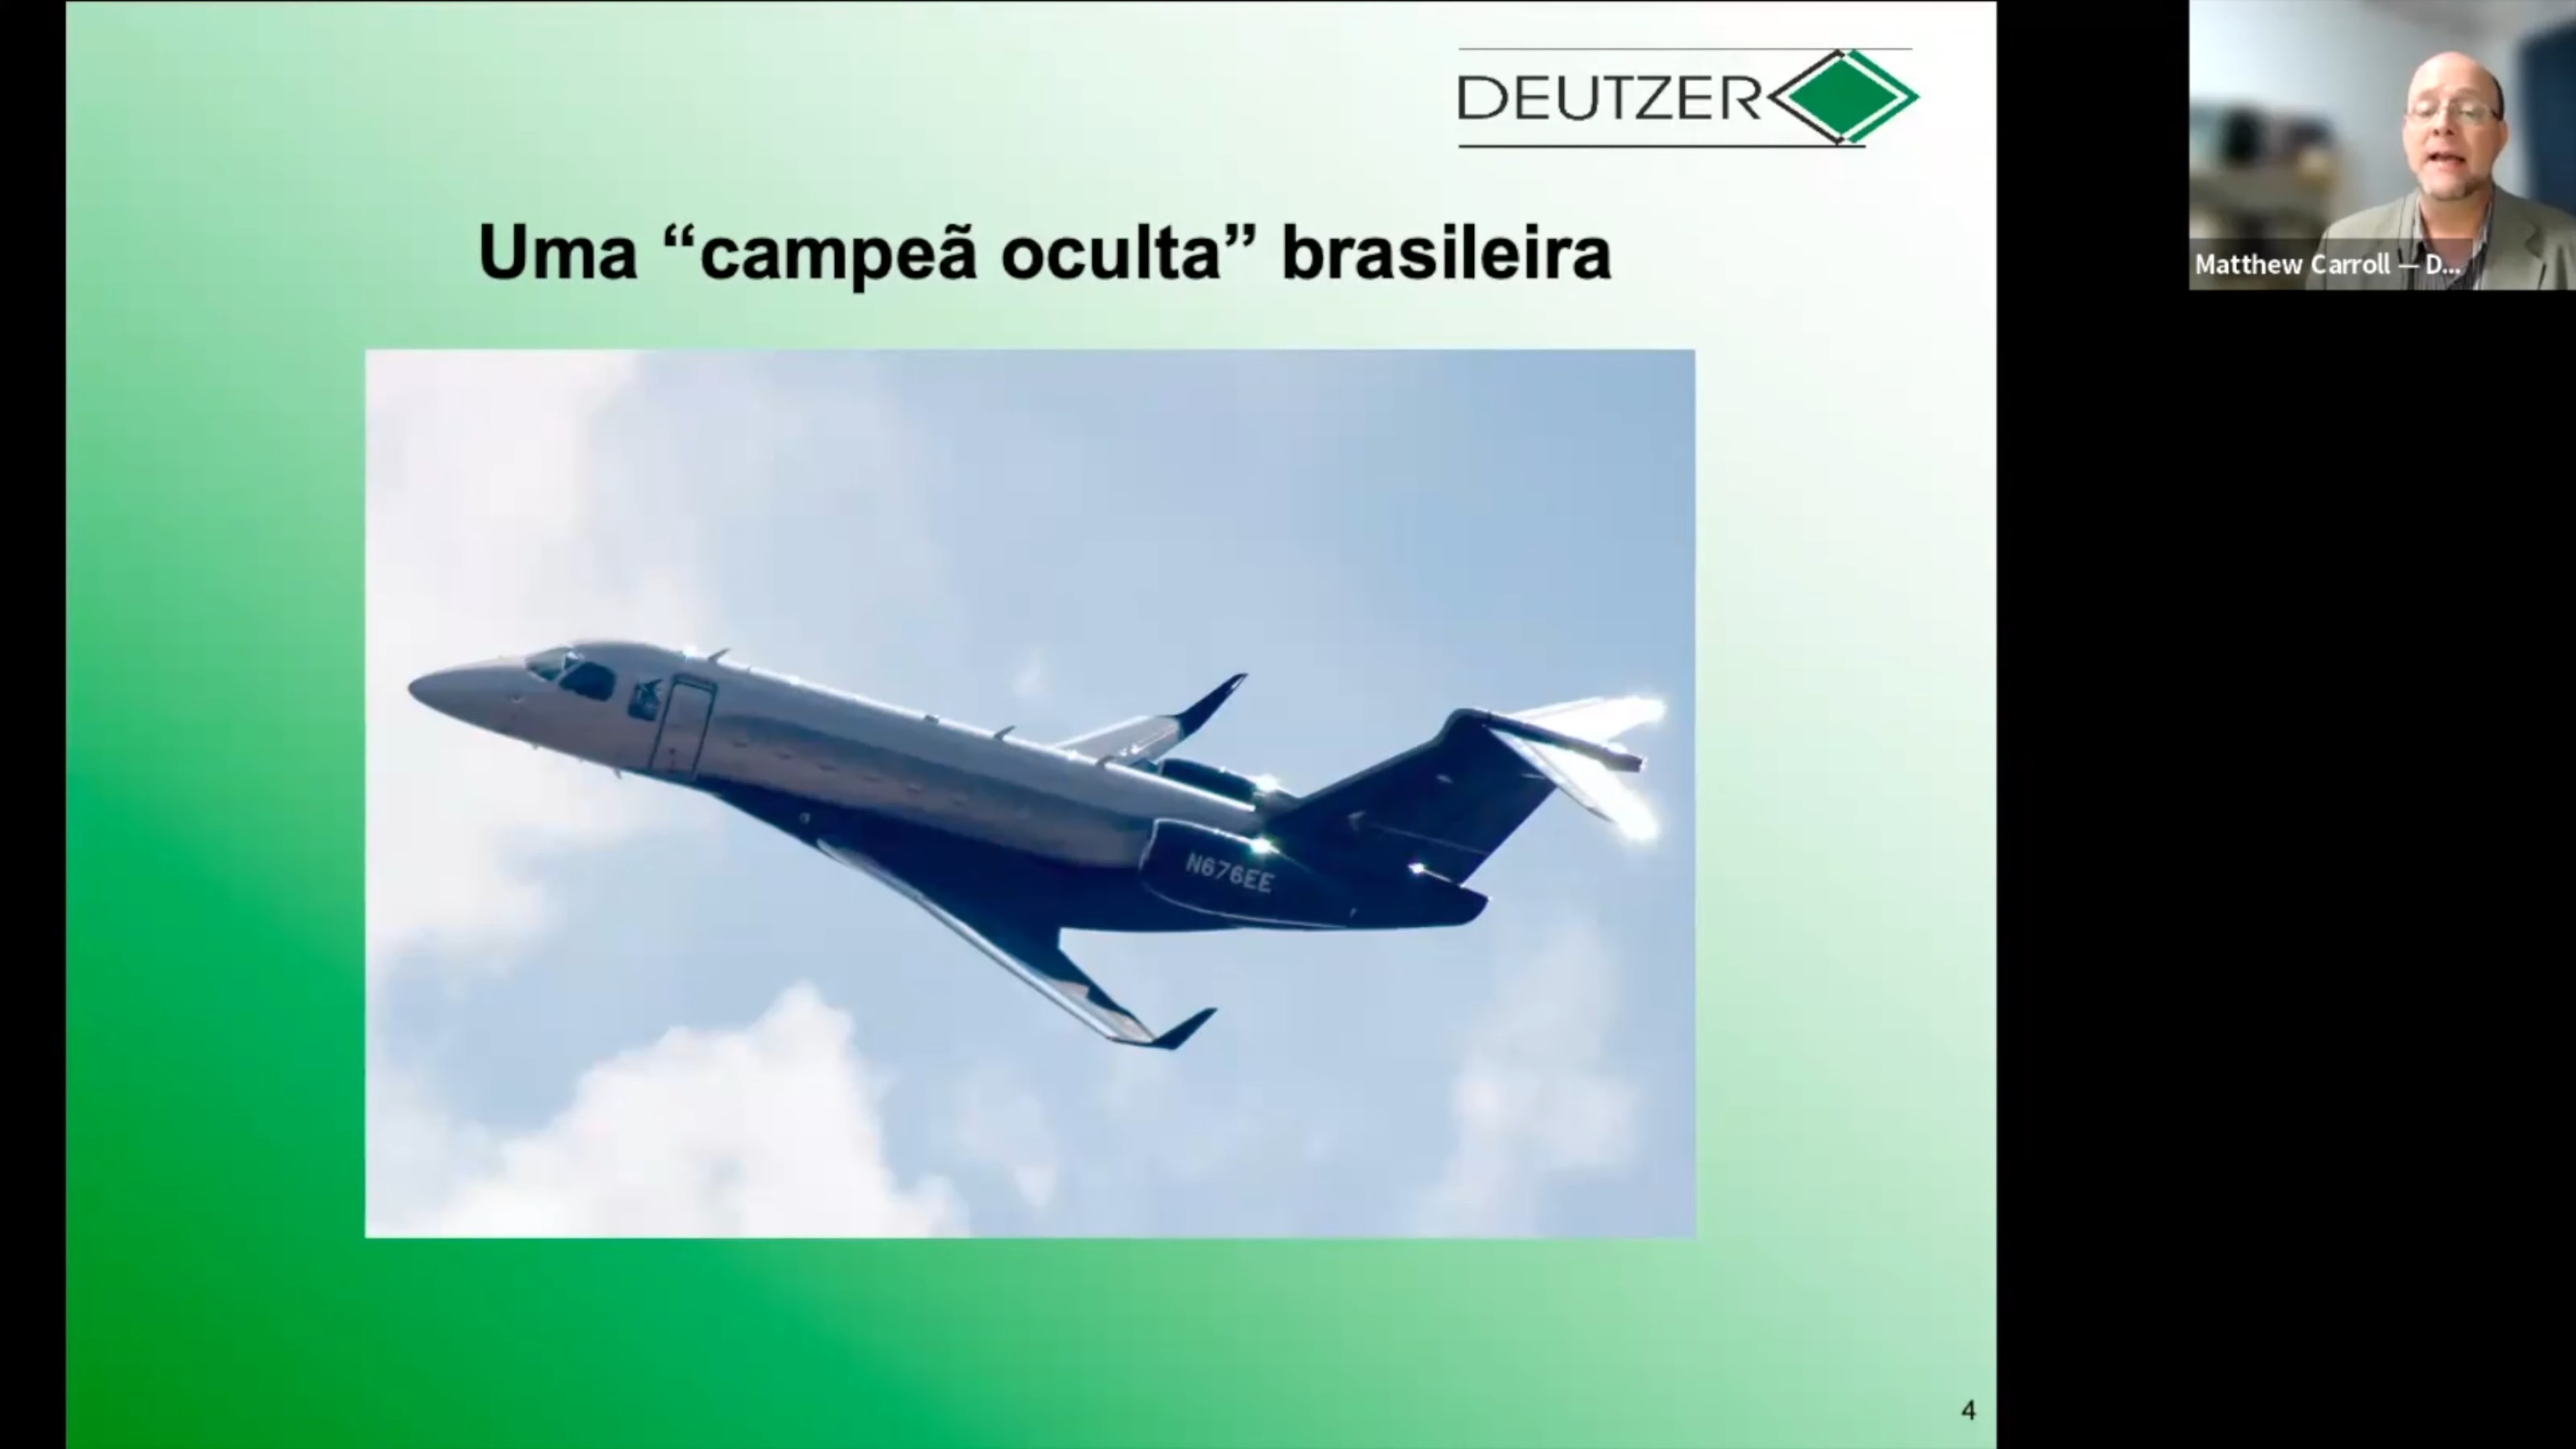 DEUTZER
Matthew Carroll — D...
Uma “campeã oculta” brasileira
N676EE
4